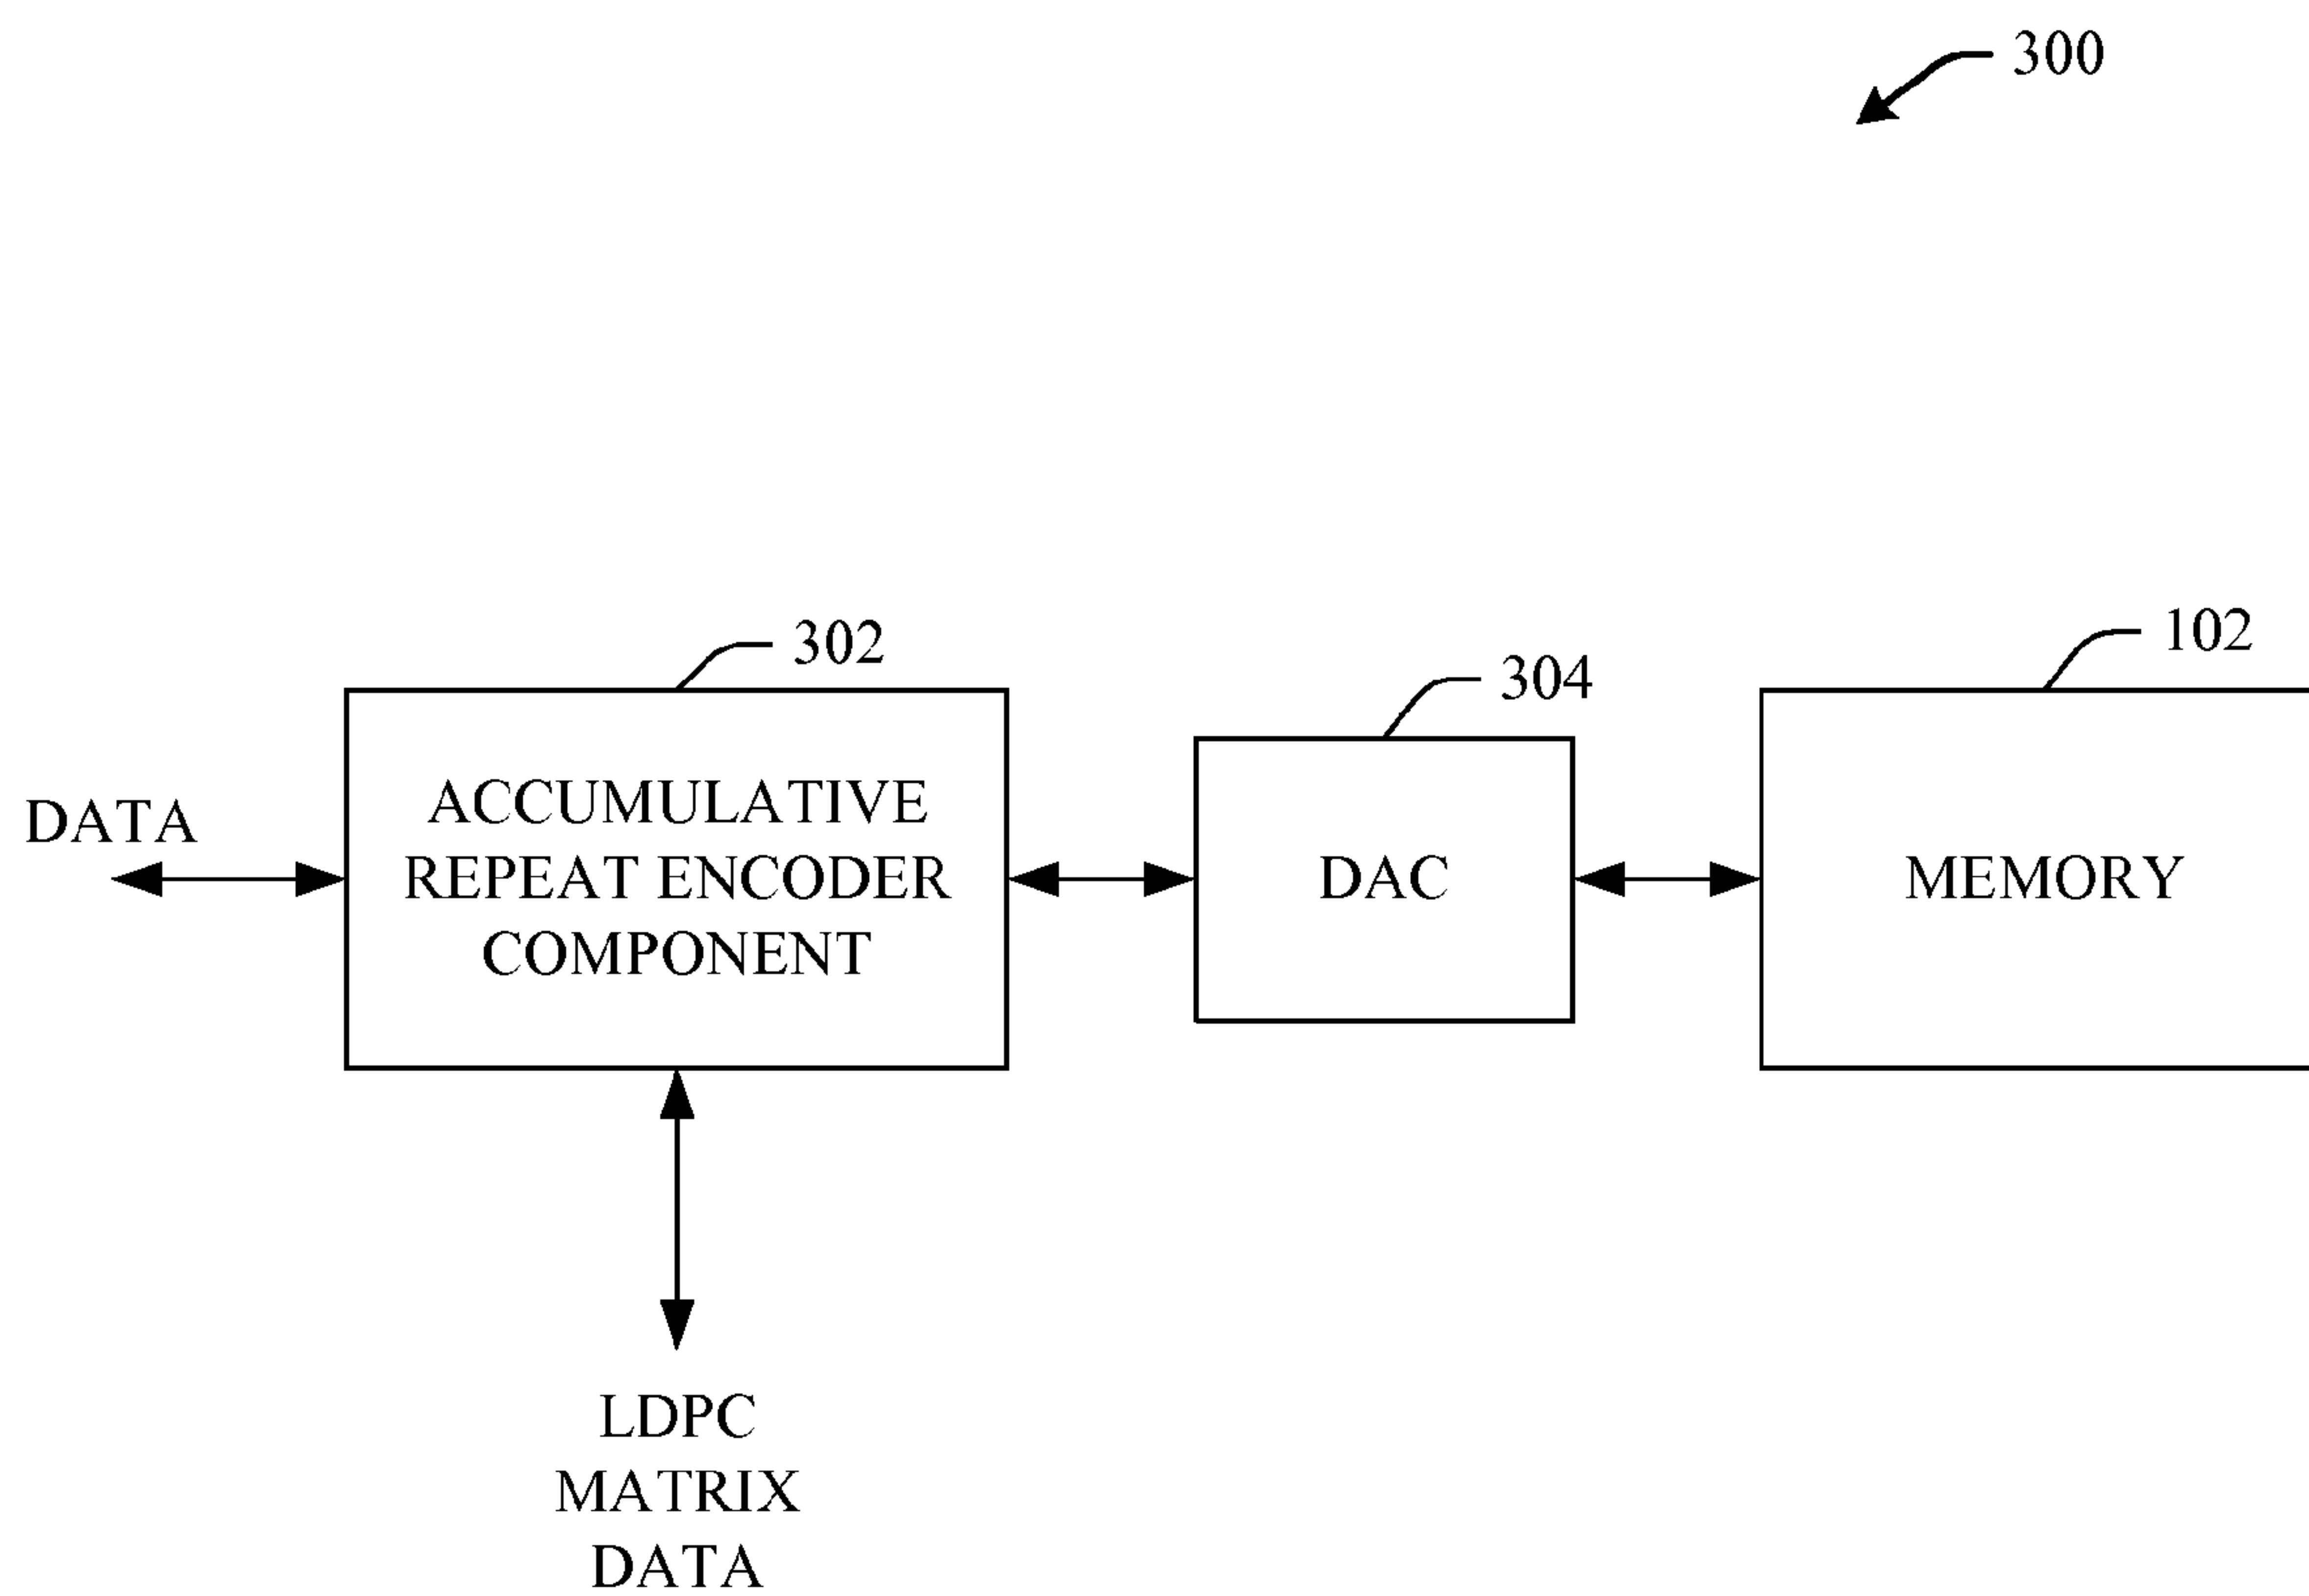 300
302
304
102
DATA
ACCUMULATIVE
REPEAT ENCODER
COMPONENT
DAC
MEMORY
LDPC
MATRIX
DATA